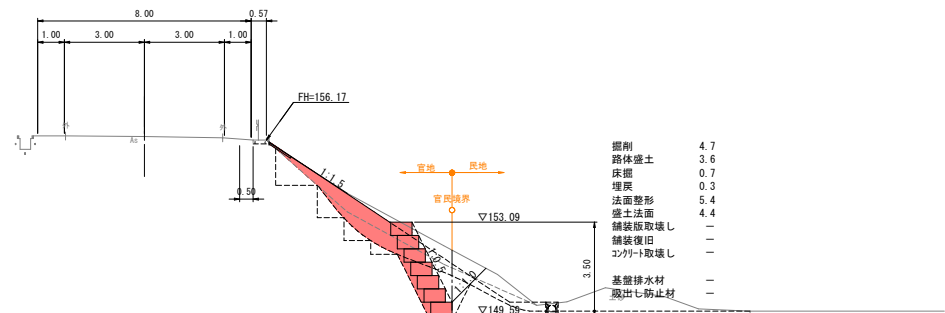 8.00
0.57
1.00
3.00
3.00
1.00
FH=156.17
As
0.50
1:1.5
官地
民地
官民境界
▽153.09
3.50
▽149.59
掘削 4.7
路体盛土 3.6
床掘 0.7
埋戻 0.3
法面整形 5.4
盛土法面 4.4
舗装版取壊し −
舗装復旧 −
コンクリート取壊し −
基盤排水材 −
吸出し防止材 −